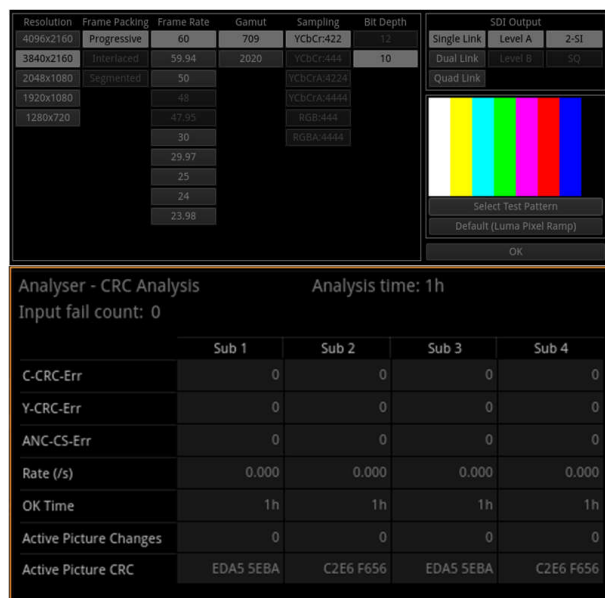 Resolution Frame Packing Frame Rate Gamut Sampling Bit Depth SDI Output
4096x2160 Progressive 60 709 YCbCr:422 12 Single Link Level A 2-SI
3840x2160 Interlaced 59.94 2020 YCbCr:444 10 Dual Link Level B SQ
2048x1080 Segmented 50 YCbCrA:4224 Quad Link
1920x1080 48 YCbCrA:4444
1280x720 47.95 RGB:444
30 RGBA:4444
29.97
25
24 Select Test Pattern
23.98 Default (Luma Pixel Ramp)
OK
Analyser - CRC Analysis Analysis time: 1h
Input fail count: 0
Sub 1 Sub 2 Sub 3 Sub 4
C-CRC-Err 0 0 0 0
Y-CRC-Err 0 0 0 0
ANC-CS-Err 0 0 0 0
Rate (/s) 0.000 0.000 0.000 0.000
OK Time 1h 1h 1h 1h
Active Picture Changes 0 0 0 0
Active Picture CRC EDA5 5EBA C2E6 F656 EDA5 5EBA C2E6 F656